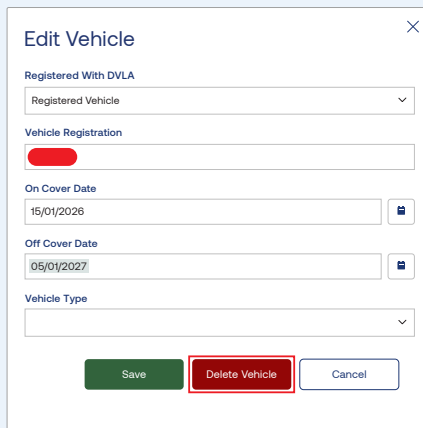 Edit Vehicle
Registered With DVLA
Registered Vehicle
Vehicle Registration
On Cover Date
15/01/2026
Off Cover Date
05/01/2027
Vehicle Type
Save Delete Vehicle Cancel